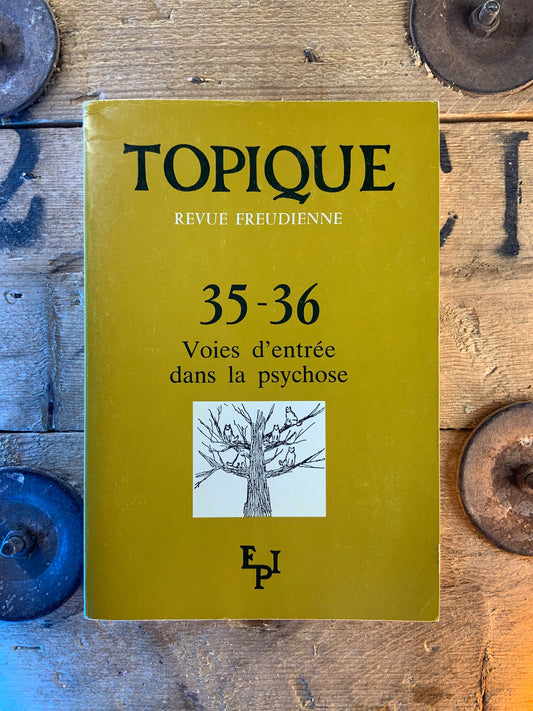 TOPIQUE
REVUE FREUDIENNE
35-36
Voies d'entrée
dans la psychose
EPI